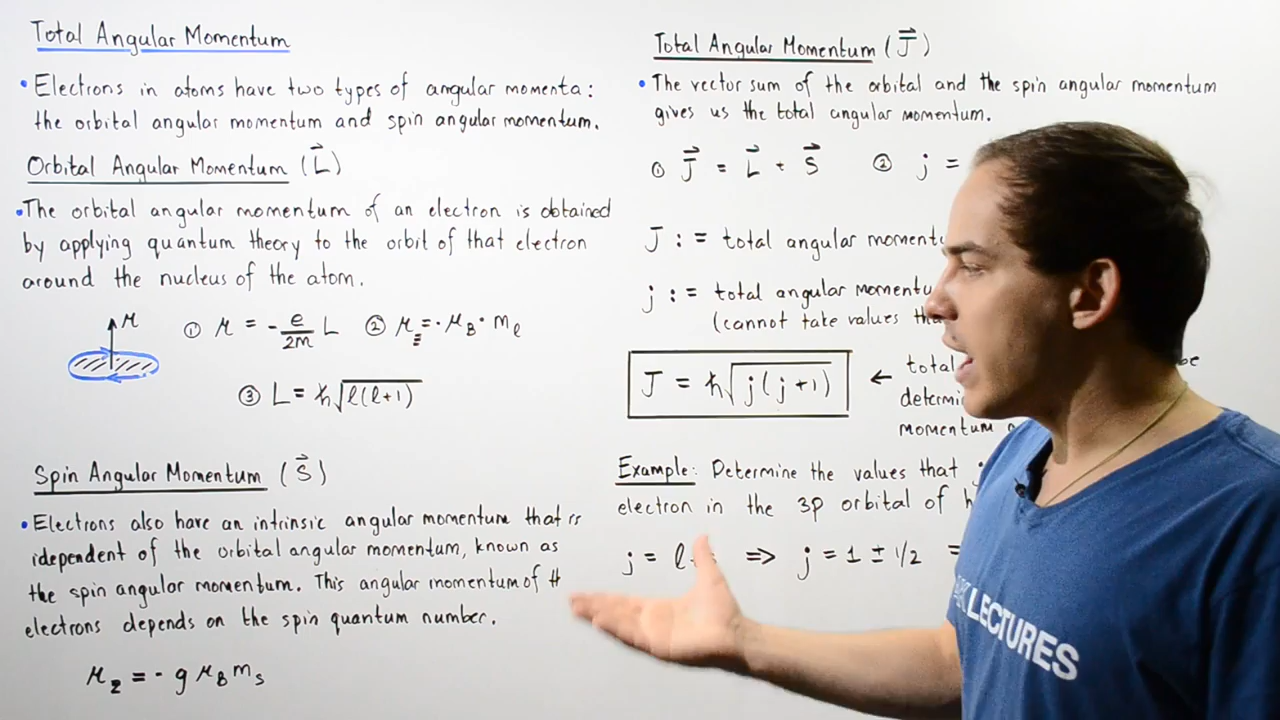 Total Angular Momentum
• Electrons in atoms have two types of angular momenta:
the orbital angular momentum and spin angular momentum.
Orbital Angular Momentum (L⃗)
• The orbital angular momentum of an electron is obtained
by applying quantum theory to the orbit of that electron
around the nucleus of the atom.
μ
① μ = -e/2m L ② μz = -μB · mℓ
③ L = ħ√ℓ(ℓ+1)
Spin Angular Momentum (S⃗)
• Electrons also have an intrinsic angular momentum that is
idependent of the orbital angular momentum, known as
the spin angular momentum. This angular momentum of
electrons depends on the spin quantum number.
μz = - g μB ms
Total Angular Momentum (J⃗)
• The vector sum of the orbital and the spin angular momentum
gives us the total angular momentum.
① J⃗ = L⃗ + S⃗ ② j =
J := total angular
j := total angular
(cannot take values
J = ħ√j(j+1)
← total be
momentum
Example: Determine the values that
electron in the 3p orbital of
j = ℓ ⇒ j = 1 ± 1/2 =
LECTURES